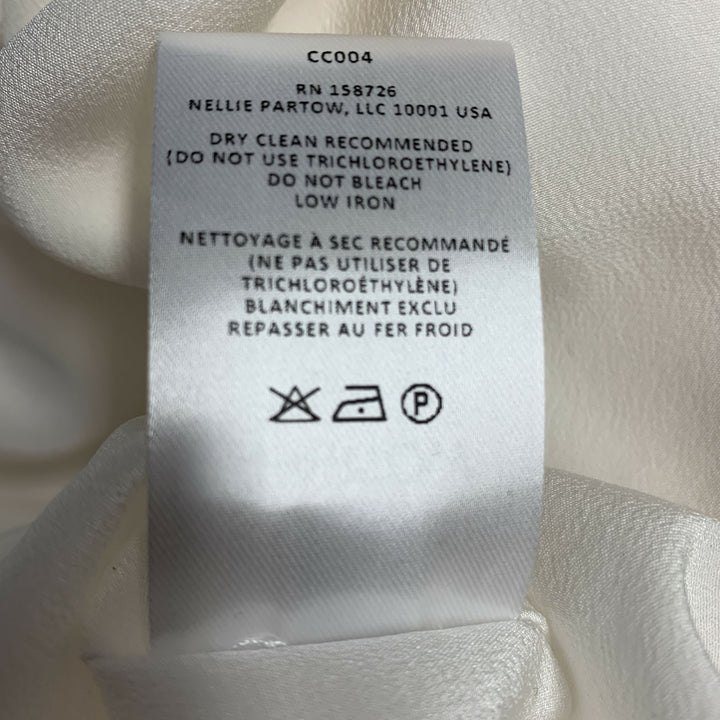 CC004
RN 158726
NELLIE PARTOW, LLC 10001 USA
DRY CLEAN RECOMMENDED
(DO NOT USE TRICHLOROETHYLENE)
DO NOT BLEACH
LOW IRON
NETTOYAGE À SEC RECOMMANDÉ
(NE PAS UTILISER DE
TRICHLOROÉTHYLÈNE)
BLANCHIMENT EXCLU
REPASSER AU FER FROID
P